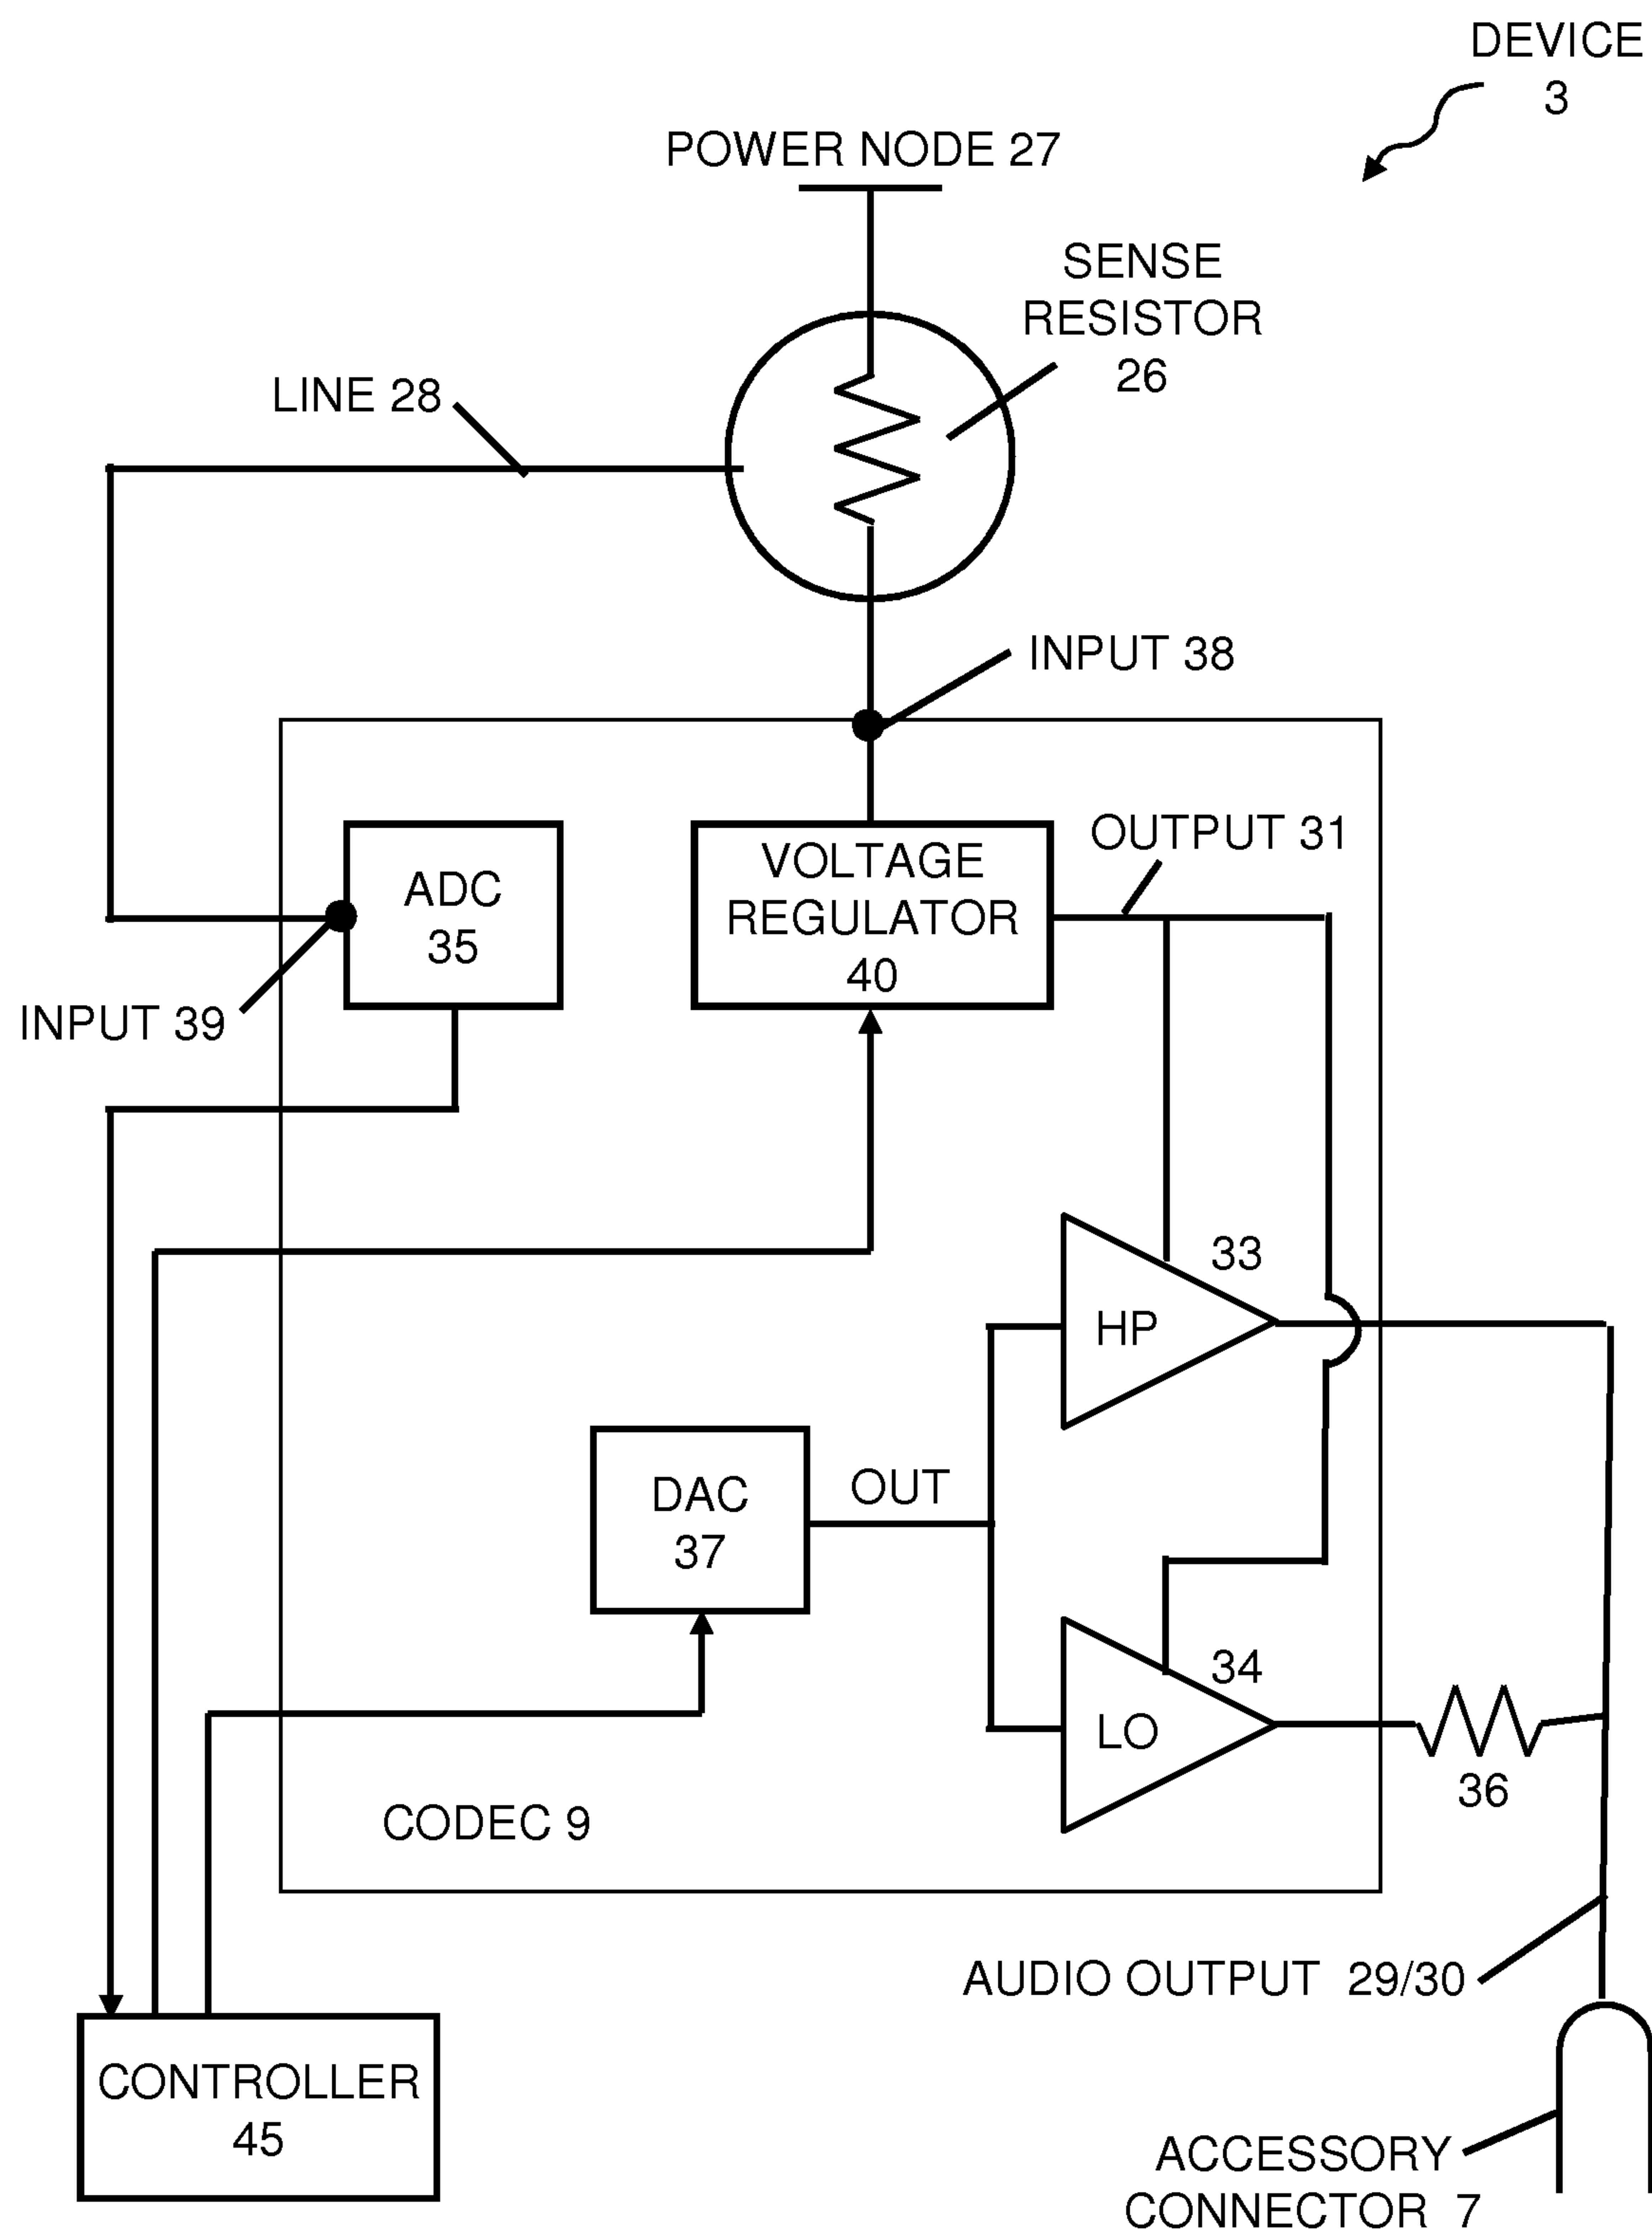 DEVICE
3
POWER NODE 27
SENSE
RESISTOR
26
LINE 28
INPUT 38
OUTPUT 31
ADC
35
VOLTAGE
REGULATOR
40
INPUT 39
33
HP
DAC
37
OUT
34
LO
36
CODEC 9
AUDIO OUTPUT 29/30
CONTROLLER
45
ACCESSORY
CONNECTOR 7